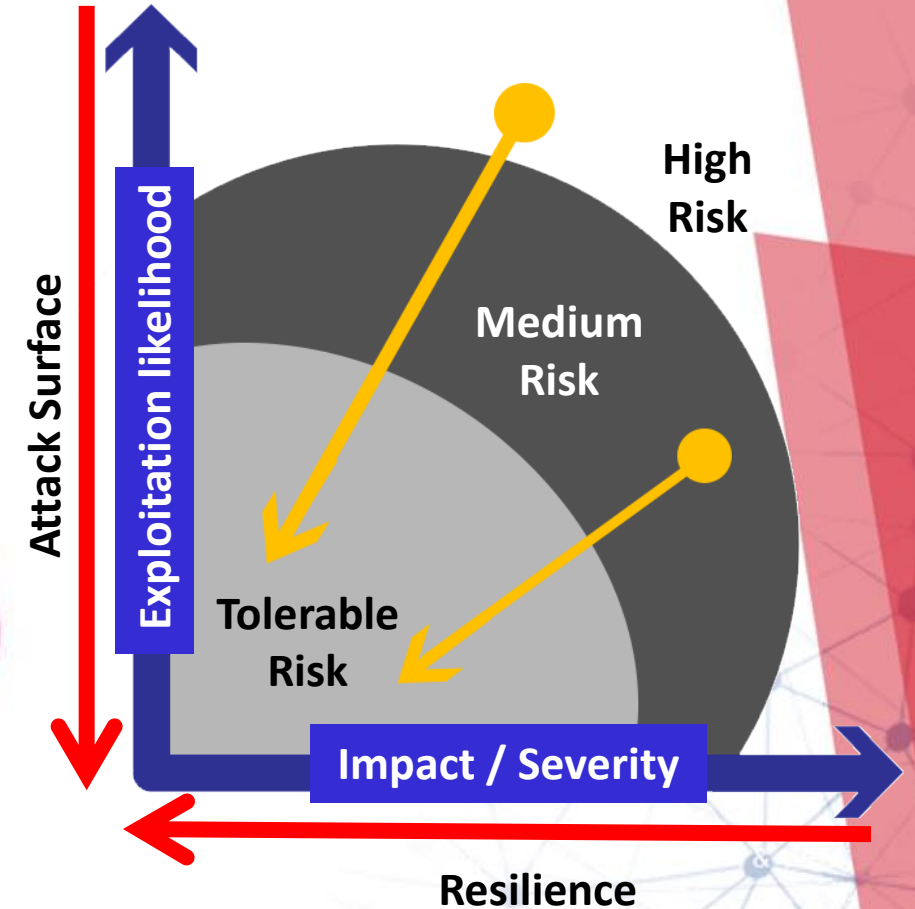 High
Risk
Medium
Risk
Attack Surface
Exploitation likelihood
Tolerable
Risk
Impact / Severity
Resilience